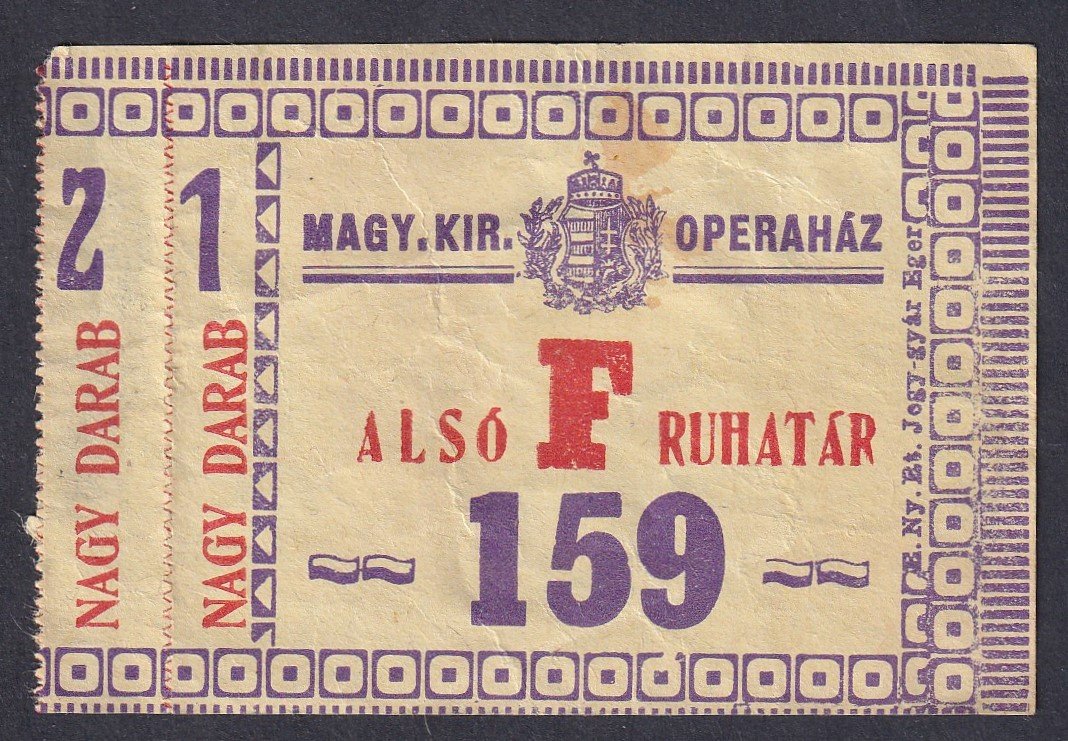 2
NAGY DARAB
1
NAGY DARAB
MAGY. KIR. OPERAHÁZ
ALSÓ F RUHATÁR
159
E. Ny. Rt. Jegy-gyár Eger